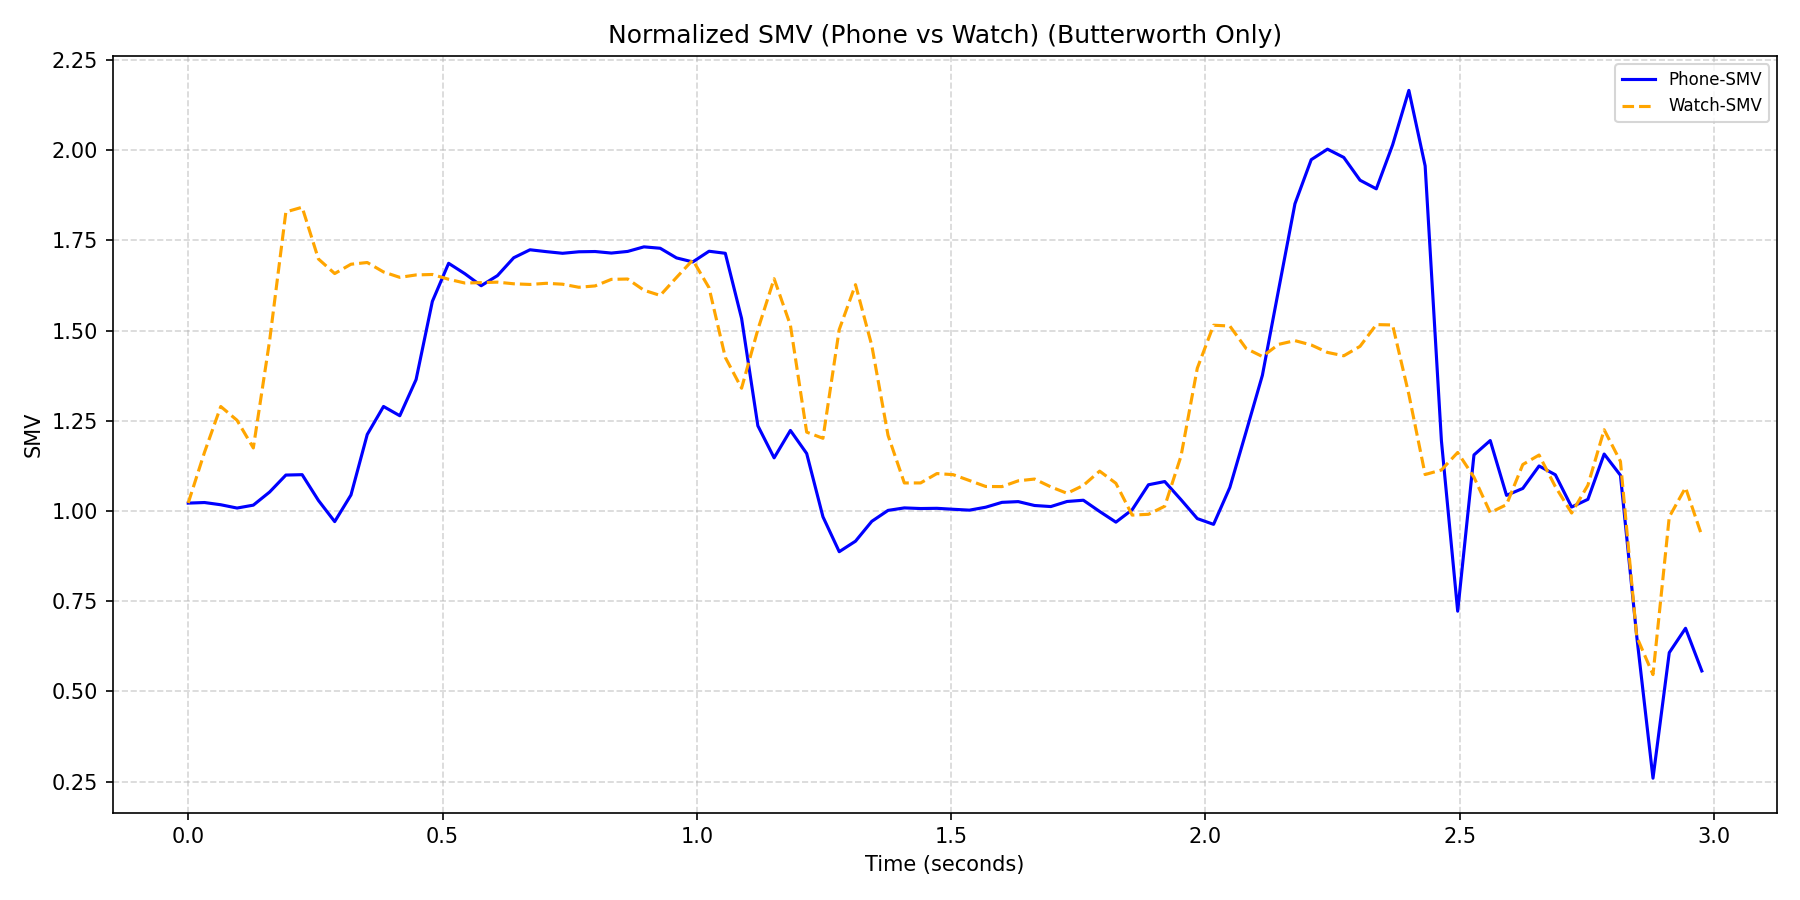 Normalized SMV (Phone vs Watch) (Butterworth Only)
Phone-SMV
Watch-SMV
SMV
2.25
2.00
1.75
1.50
1.25
1.00
0.75
0.50
0.25
0.0 0.5 1.0 1.5 2.0 2.5 3.0
Time (seconds)